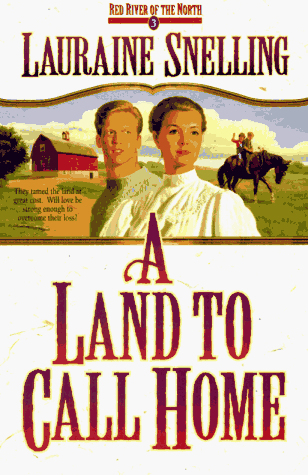 RED RIVER OF THE NORTH
3
LAURAINE SNELLING
They tamed the land at
great cost. Will love be
strong enough to
overcome their loss?
A
LAND TO
CALL HOME